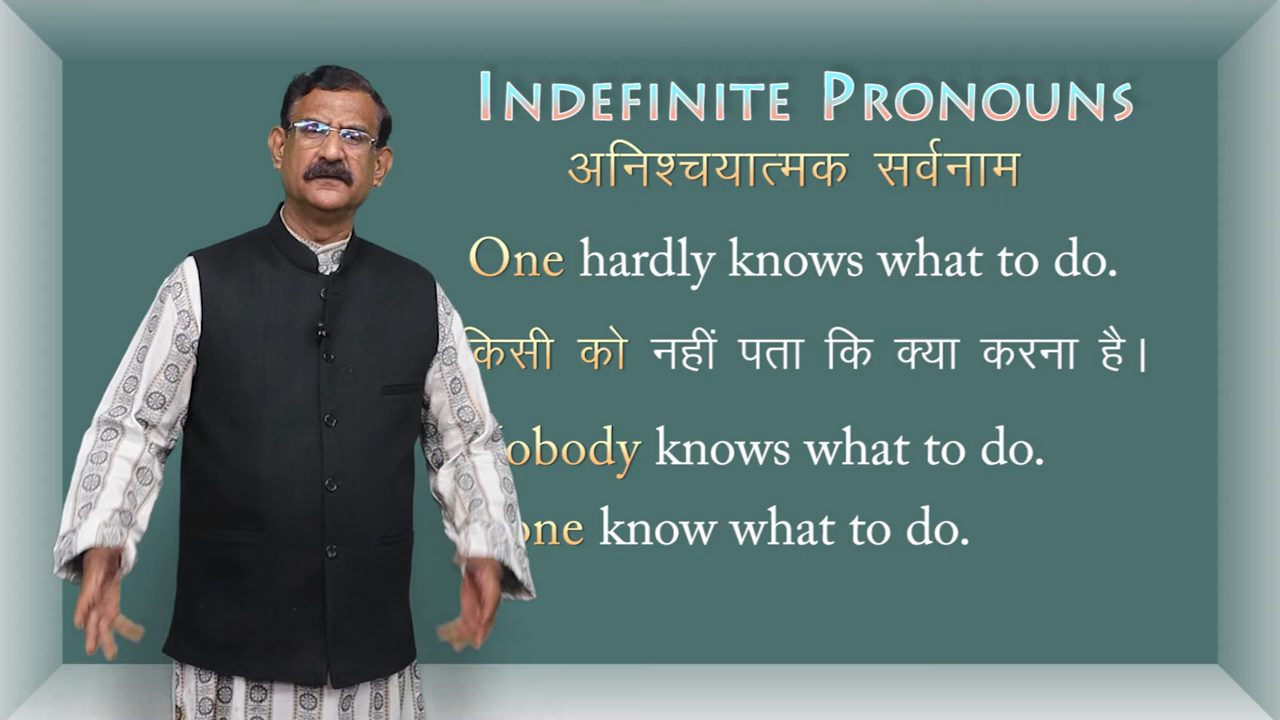 INDEFINITE PRONOUNS
अनिश्चयात्मक सर्वनाम
One hardly knows what to do.
किसी को नहीं पता कि क्या करना है।
knows what to do.
know what to do.